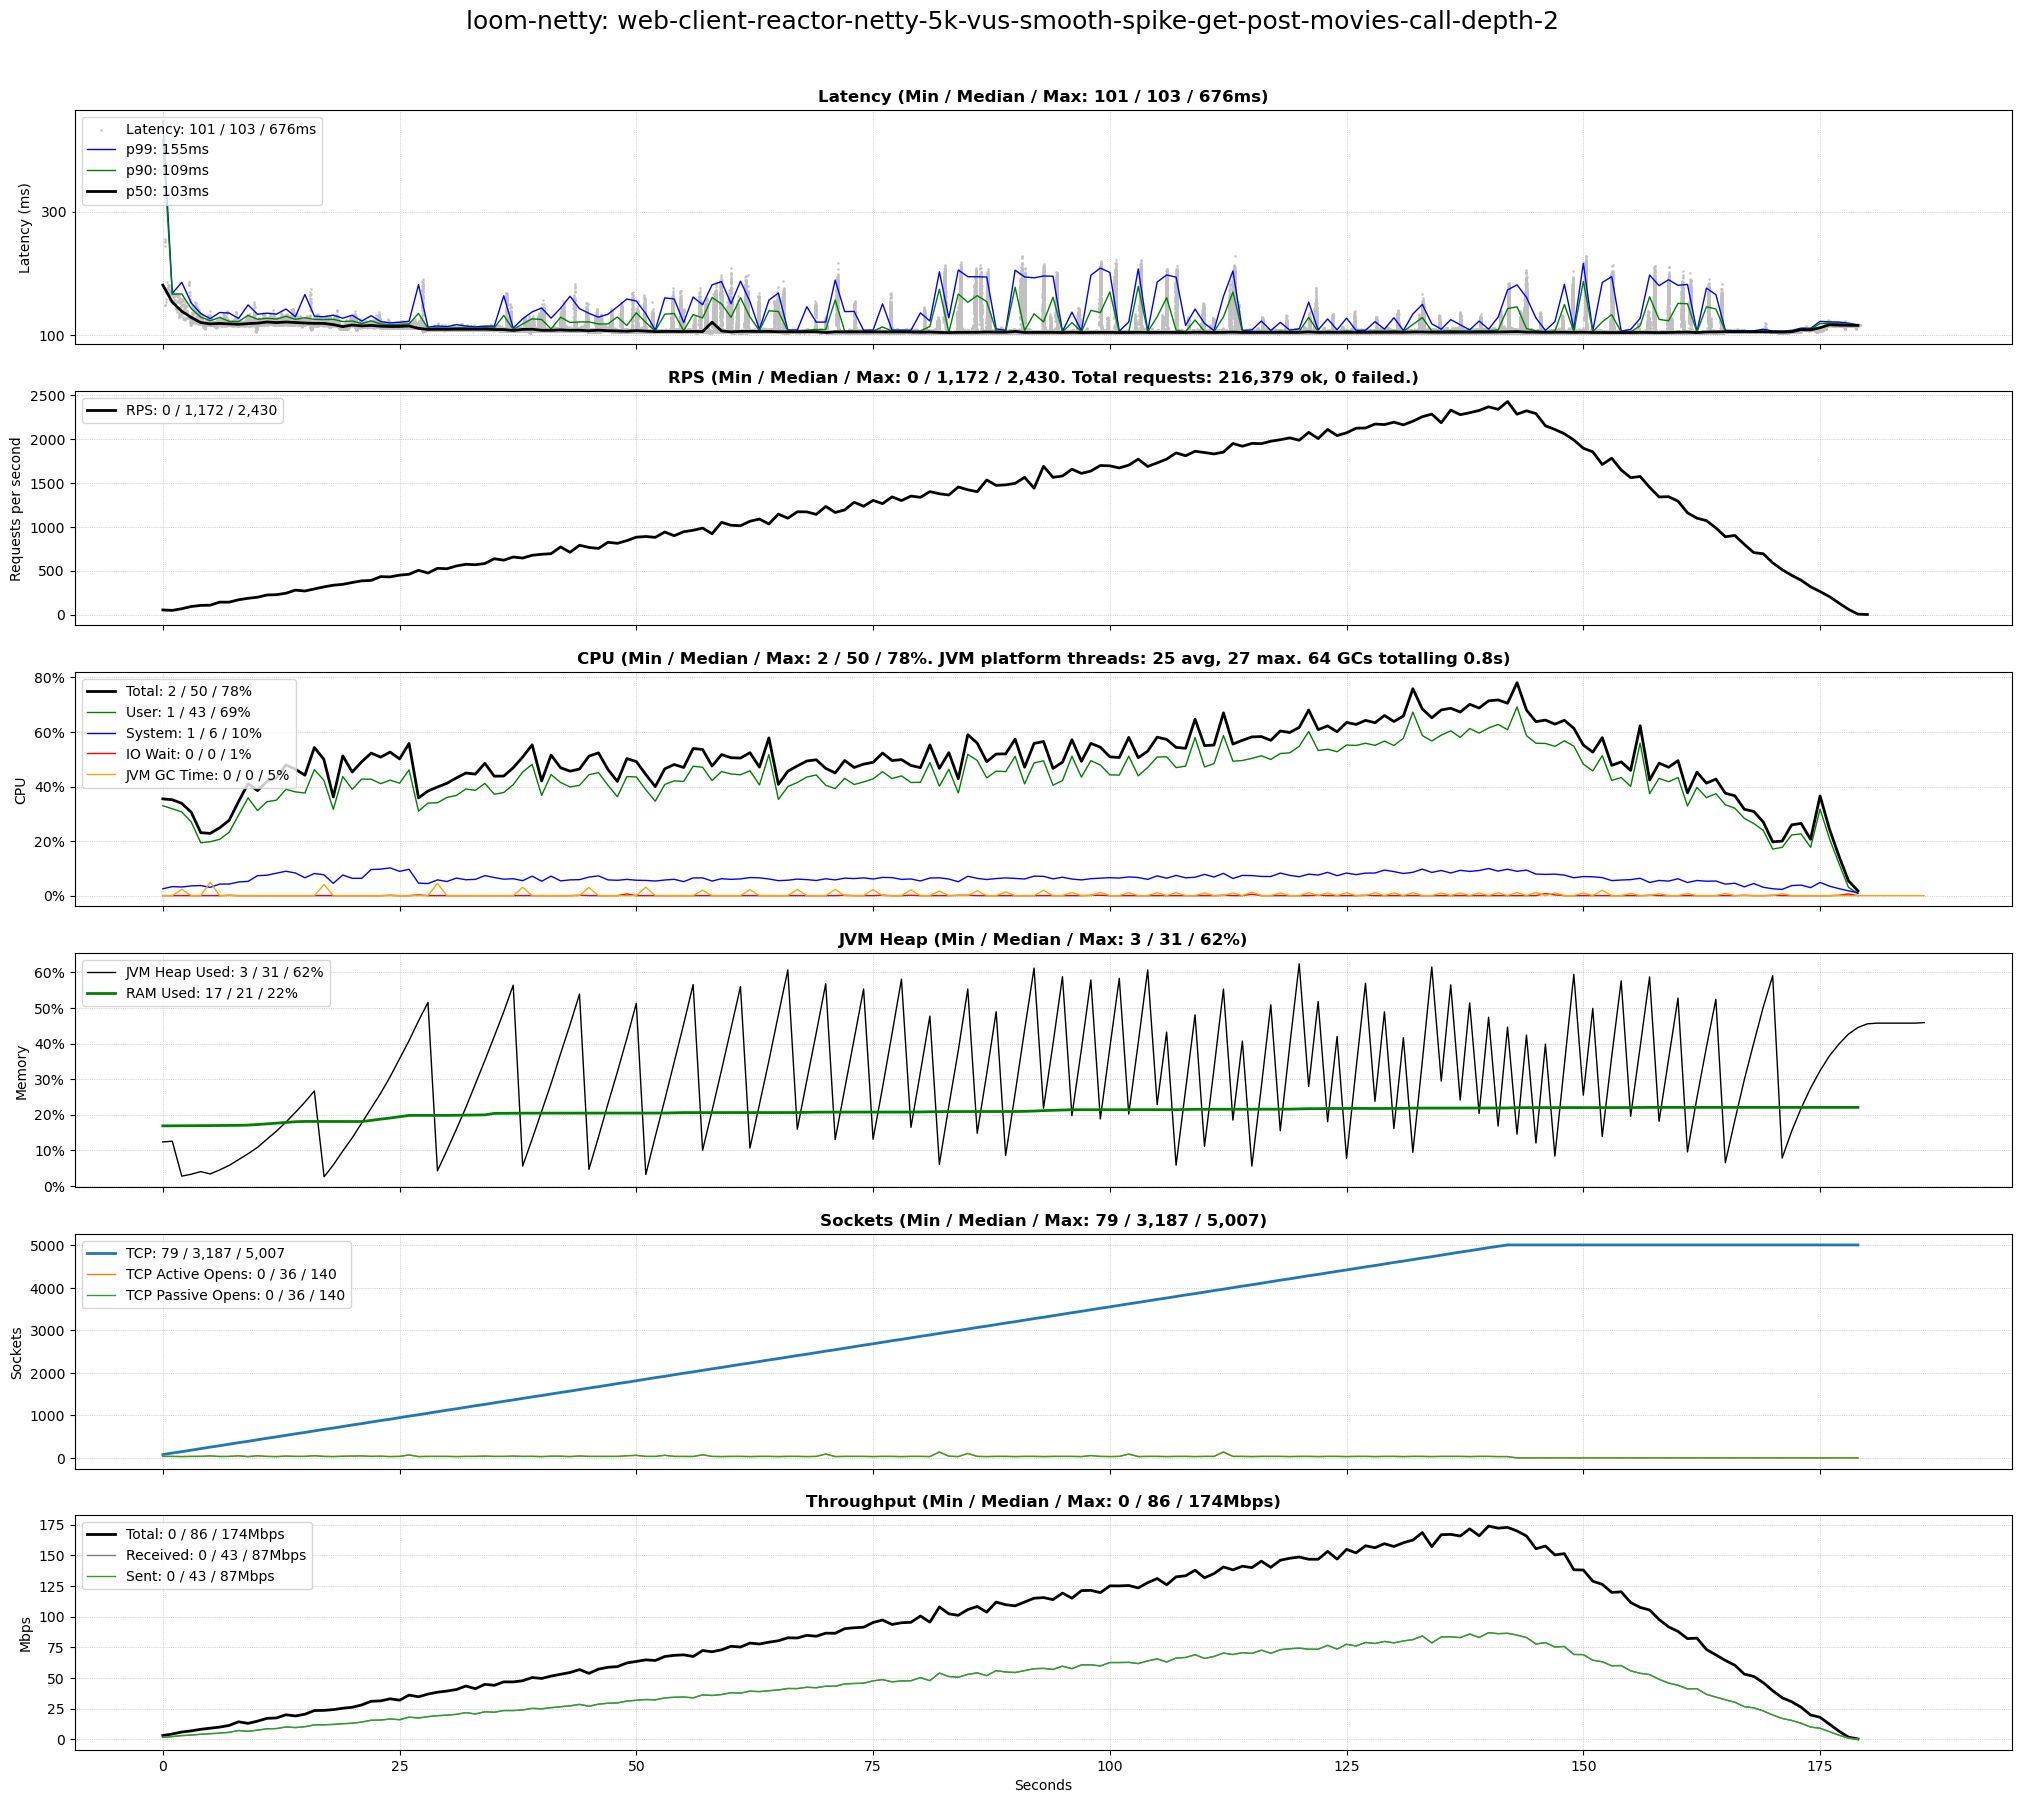 loom-netty: web-client-reactor-netty-5k-vus-smooth-spike-get-post-movies-call-depth-2
Latency (Min / Median / Max: 101 / 103 / 676ms)
Latency: 101 / 103 / 676ms
p99: 155ms
p90: 109ms
p50: 103ms
Latency (ms)
300
100
RPS (Min / Median / Max: 0 / 1,172 / 2,430. Total requests: 216,379 ok, 0 failed.)
RPS: 0 / 1,172 / 2,430
Requests per second
2500
2000
1500
1000
500
0
CPU (Min / Median / Max: 2 / 50 / 78%. JVM platform threads: 25 avg, 27 max. 64 GCs totalling 0.8s)
Total: 2 / 50 / 78%
User: 1 / 43 / 69%
System: 1 / 6 / 10%
IO Wait: 0 / 0 / 1%
JVM GC Time: 0 / 0 / 5%
CPU
80%
60%
40%
20%
0%
JVM Heap (Min / Median / Max: 3 / 31 / 62%)
JVM Heap Used: 3 / 31 / 62%
RAM Used: 17 / 21 / 22%
Memory
60%
50%
40%
30%
20%
10%
0%
Sockets (Min / Median / Max: 79 / 3,187 / 5,007)
TCP: 79 / 3,187 / 5,007
TCP Active Opens: 0 / 36 / 140
TCP Passive Opens: 0 / 36 / 140
Sockets
5000
4000
3000
2000
1000
0
Throughput (Min / Median / Max: 0 / 86 / 174Mbps)
Total: 0 / 86 / 174Mbps
Received: 0 / 43 / 87Mbps
Sent: 0 / 43 / 87Mbps
Mbps
175
150
125
100
75
50
25
0
0 25 50 75 100 125 150 175
Seconds